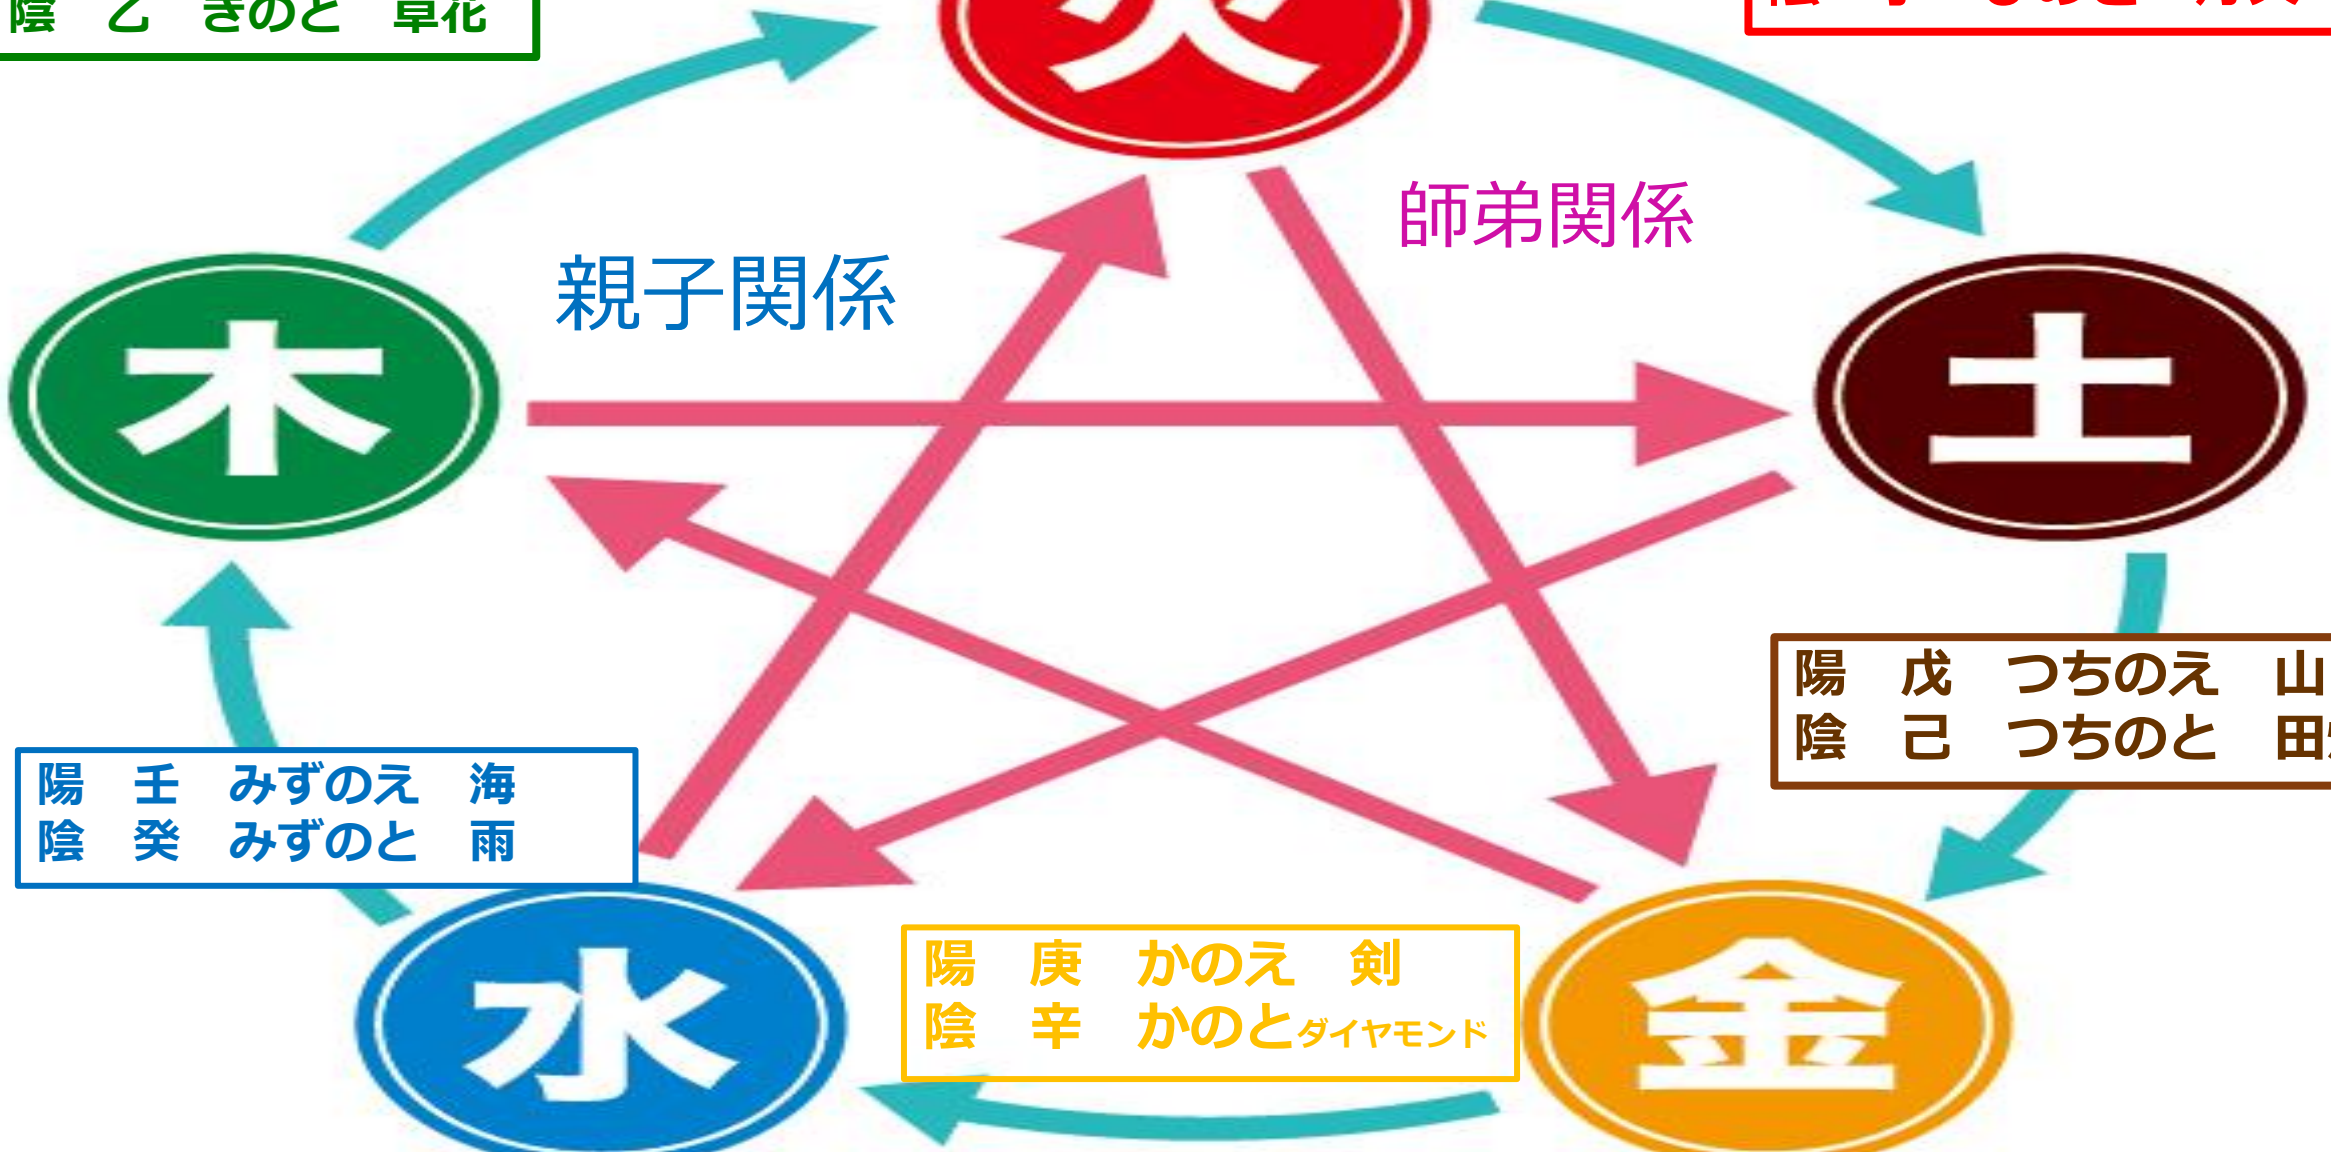 陰　乙　きのと　草花
火
師弟関係
親子関係
木
土
陽　戊　つちのえ　山
陰　己　つちのと　田
陽　壬　みずのえ　海
陰　癸　みずのと　雨
陽　庚　かのえ　剣
陰　辛　かのとダイヤモンド
水
金